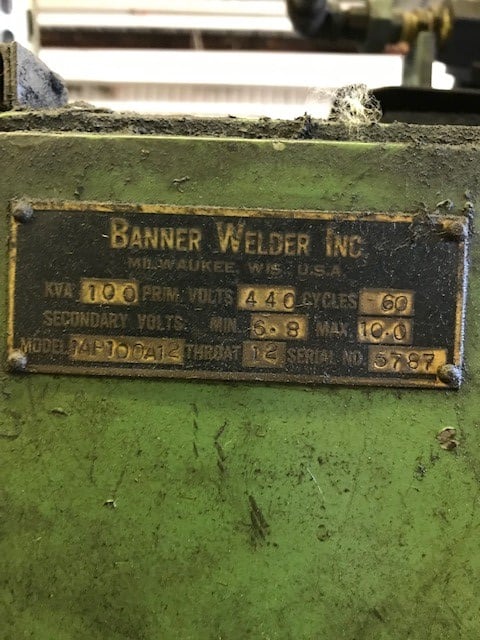 BANNER WELDER INC.
MILWAUKEE, WIS., U.S.A.
KVA 100 PRIM. VOLTS 440 CYCLES 60
SECONDARY VOLTS. MIN. 6.8 MAX. 10.0
MODEL 14P100A12 THROAT 12 SERIAL NO. 5787